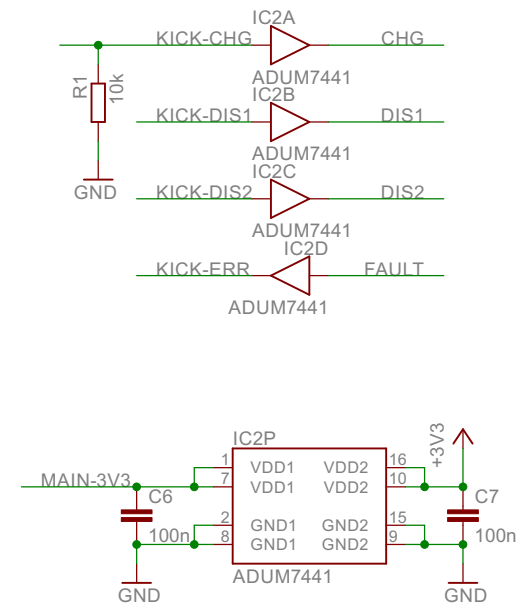 IC2A
KICK-CHG CHG
R1
10k
ADUM7441
IC2B
KICK-DIS1 DIS1
ADUM7441
IC2C
GND
KICK-DIS2 DIS2
ADUM7441
IC2D
KICK-ERR FAULT
ADUM7441
IC2P
+3V3
1 VDD1 VDD2 16
MAIN-3V3 7 VDD1 VDD2 10
C6 C7
2 GND1 GND2 15
100n 8 GND1 GND2 9 100n
ADUM7441
GND GND